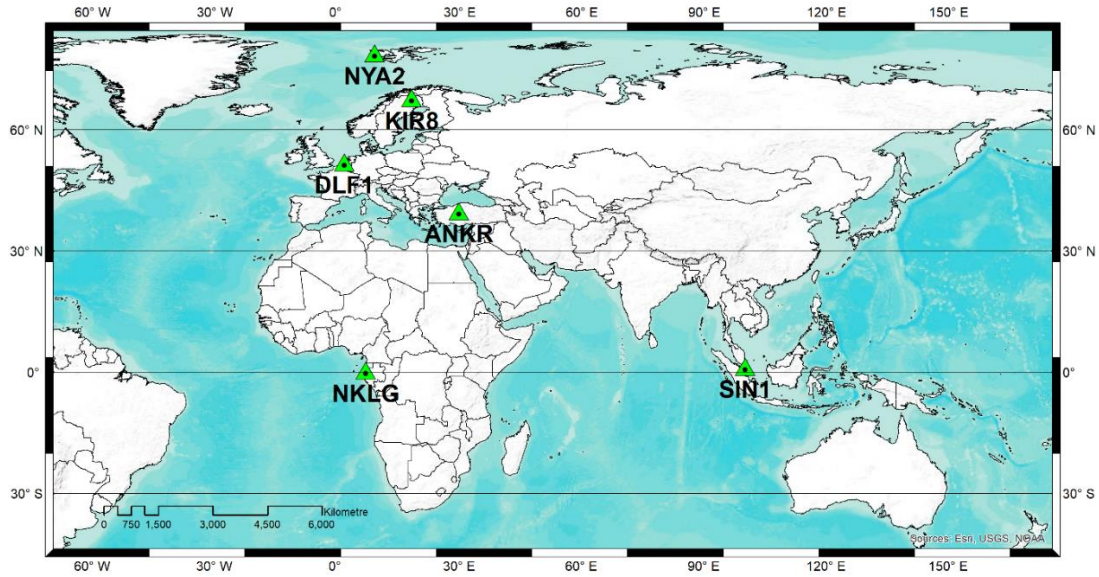 60° W 30° W 0° 30° E 60° E 90° E 120° E 150° E
NYA2
KIR8
60° N 60° N
DLF1
ANKR
30° N 30° N
0° 0°
NKLG SIN1
30° S 30° S
Kilometre
0 750 1,500 3,000 4,500 6,000
Sources: Esri, USGS, NOAA
60° W 30° W 0° 30° E 60° E 90° E 120° E 150° E